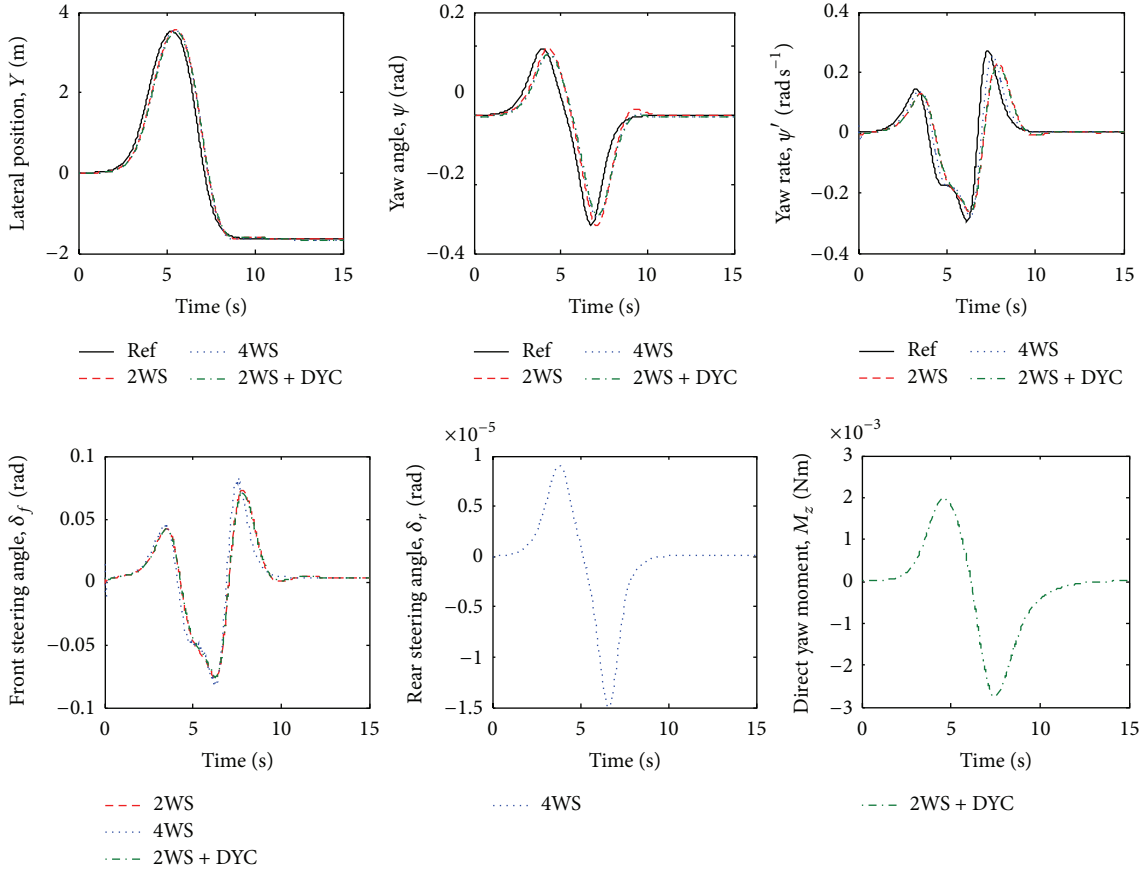 Lateral position, Y (m)
4
2
0
−2
0 5 10 15
Time (s)
Ref 4WS
2WS 2WS + DYC
Yaw angle, ψ (rad)
0.2
0
−0.2
−0.4
0 5 10 15
Time (s)
Ref 4WS
2WS 2WS + DYC
Yaw rate, ψ′ (rad s⁻¹)
0.4
0.2
0
−0.2
−0.4
0 5 10 15
Time (s)
Ref 4WS
2WS 2WS + DYC
Front steering angle, δ_f (rad)
0.1
0.05
0
−0.05
−0.1
0 5 10 15
Time (s)
2WS
4WS
2WS + DYC
×10⁻⁵
Rear steering angle, δ_r (rad)
1
0.5
0
−0.5
−1
−1.5
0 5 10 15
Time (s)
4WS
×10⁻³
Direct yaw moment, M_z (Nm)
3
2
1
0
−1
−2
−3
0 5 10 15
Time (s)
2WS + DYC